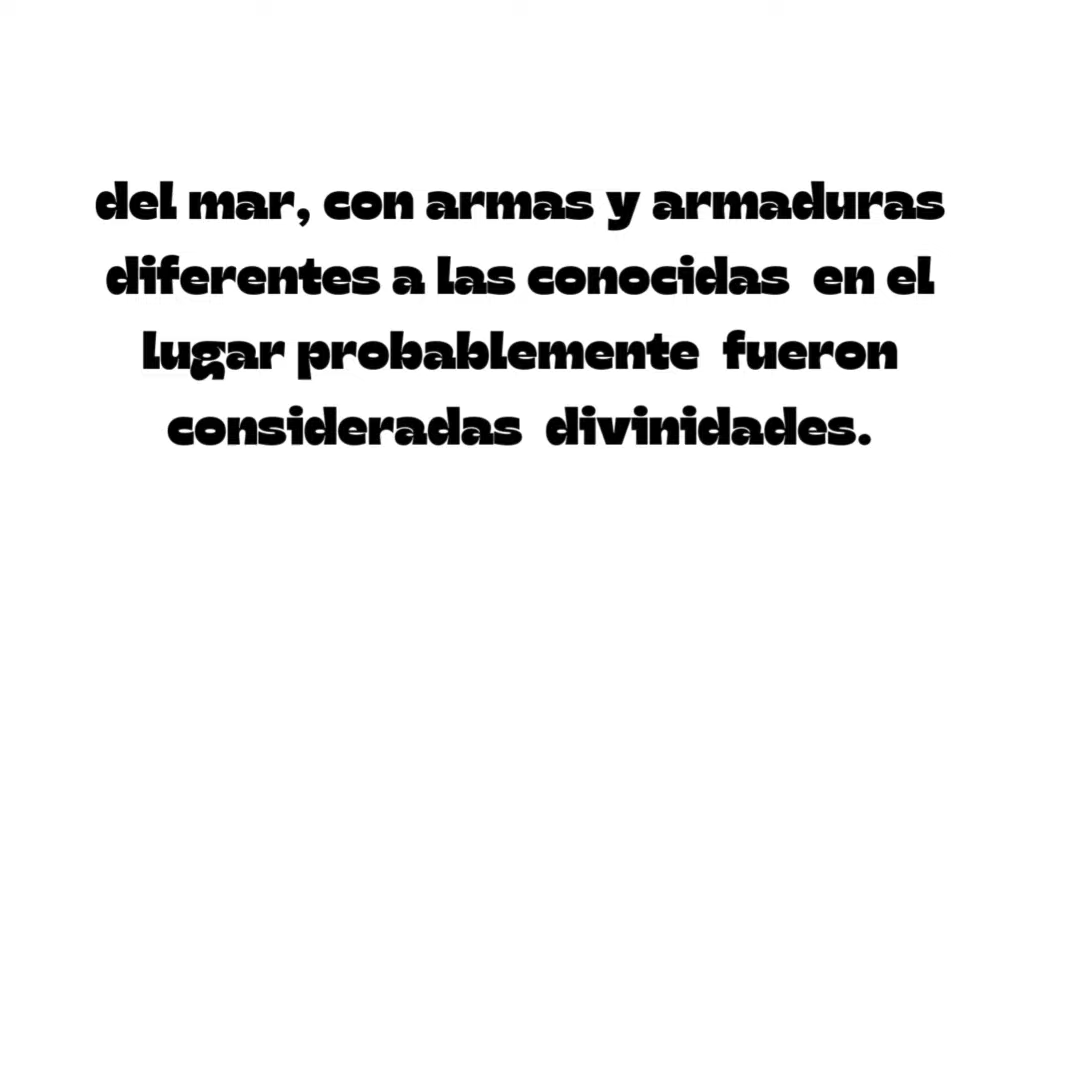 del mar, con armas y armaduras
diferentes a las conocidas  en el
lugar probablemente  fueron
consideradas  divinidades.